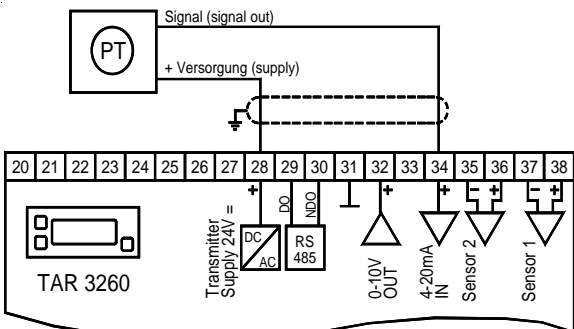 Signal (signal out)
PT
+ Versorgung (supply)
20 21 22 23 24 25 26 27 28 29 30 31 32 33 34 35 36 37 38
+ + + - + - +
DO
NDO
Transmitter
Supply 24V =
DC
AC
RS
485
0-10V
OUT
4-20mA
IN
Sensor 2
Sensor 1
TAR 3260